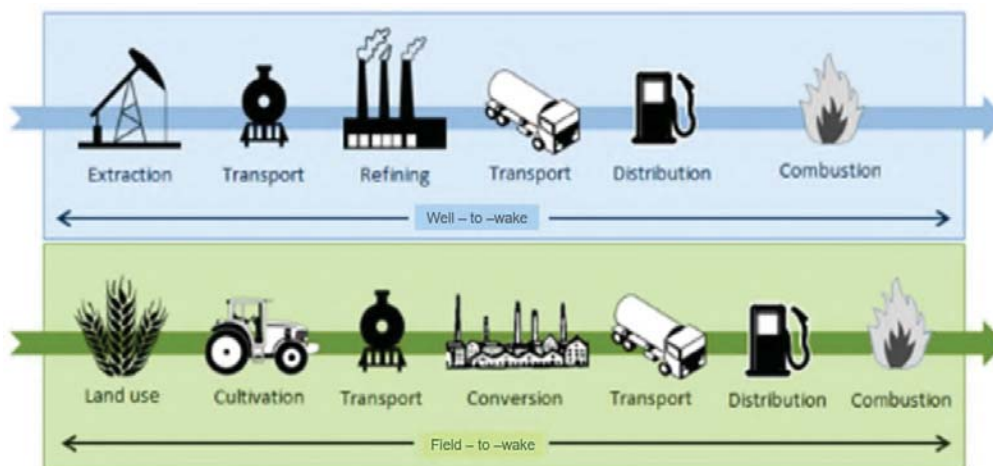 Extraction Transport Refining Transport Distribution Combustion
Well – to –wake
Land use Cultivation Transport Conversion Transport Distribution Combustion
Field – to –wake